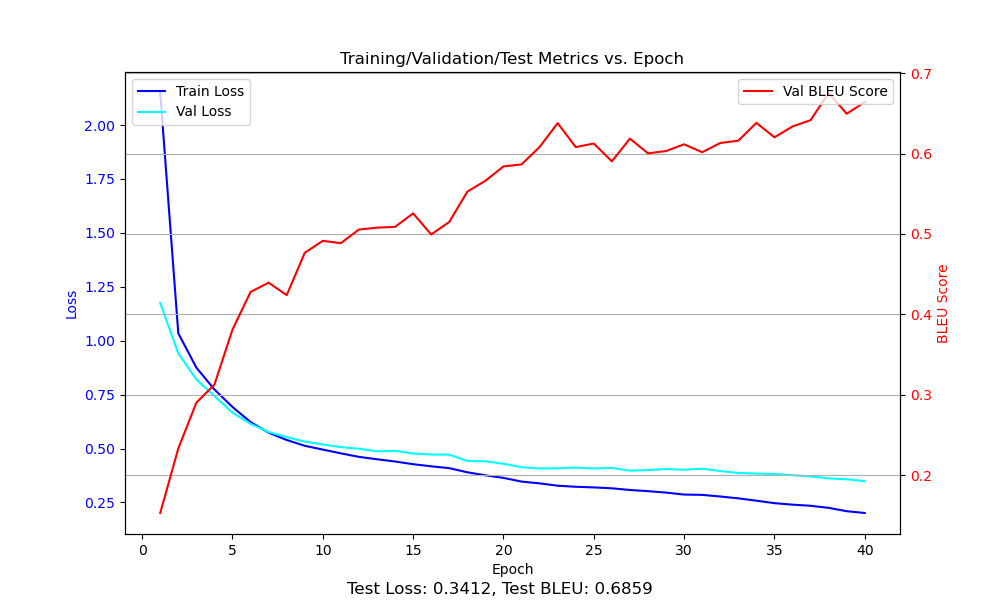 Training/Validation/Test Metrics vs. Epoch
Train Loss
Val Loss
Val BLEU Score
Loss
2.00
1.75
1.50
1.25
1.00
0.75
0.50
0.25
0.7
0.6
0.5
0.4
0.3
0.2
BLEU Score
0 5 10 15 20 25 30 35 40
Epoch
Test Loss: 0.3412, Test BLEU: 0.6859